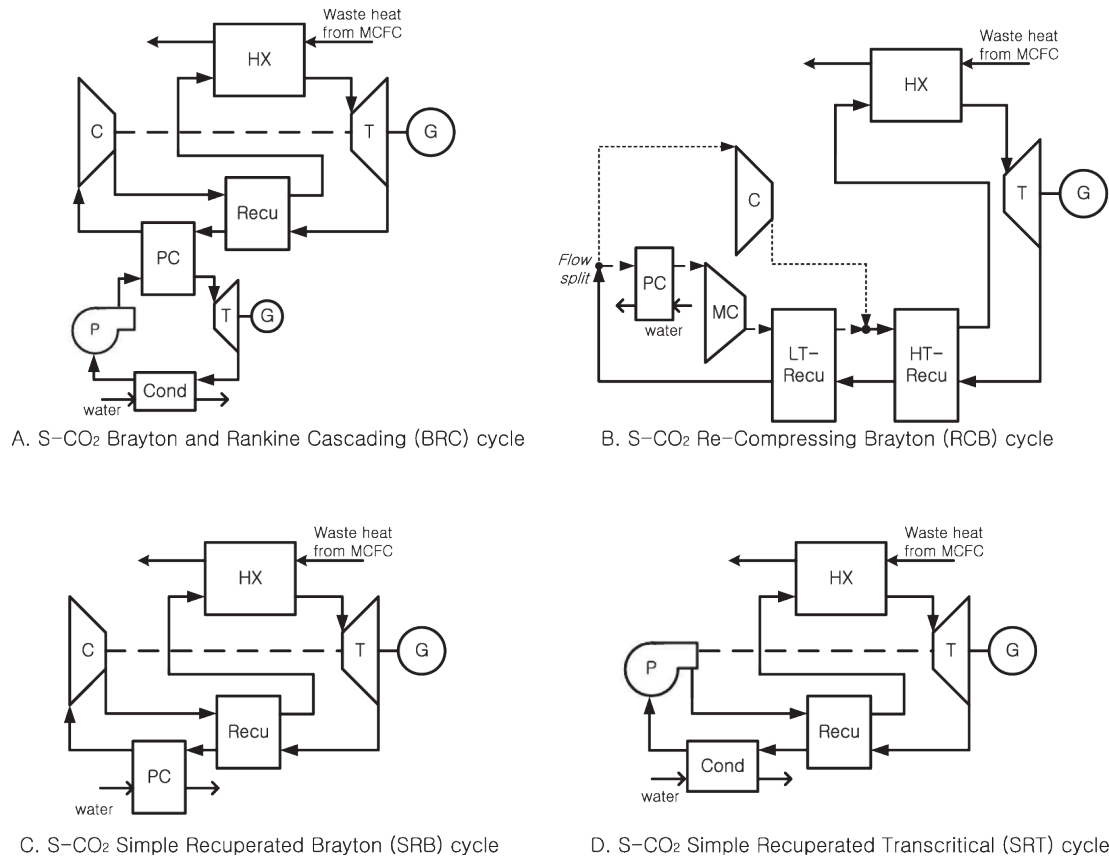 Waste heat
from MCFC
HX
C
T
G
Recu
PC
T
G
P
Cond
water
A. S-CO2 Brayton and Rankine Cascading (BRC) cycle
Waste heat
from MCFC
HX
C
T
G
Flow
split
PC
MC
water
LT-
Recu
HT-
Recu
B. S-CO2 Re-Compressing Brayton (RCB) cycle
Waste heat
from MCFC
HX
C
T
G
Recu
PC
water
C. S-CO2 Simple Recuperated Brayton (SRB) cycle
Waste heat
from MCFC
HX
P
T
G
Recu
Cond
water
D. S-CO2 Simple Recuperated Transcritical (SRT) cycle